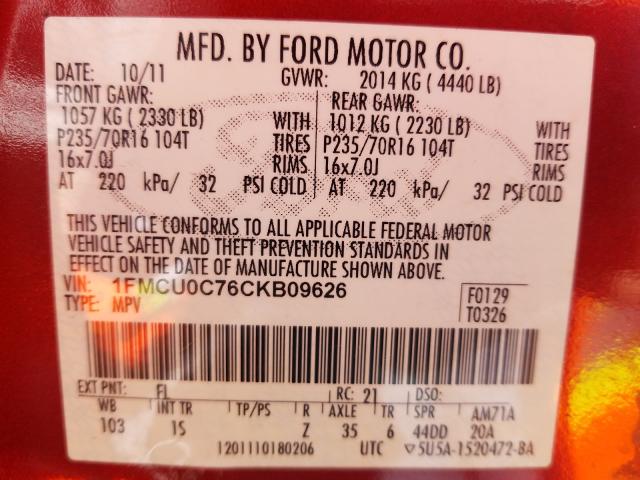 MFD. BY FORD MOTOR CO.
DATE: 10/11 GVWR: 2014 KG ( 4440 LB)
FRONT GAWR: REAR GAWR:
1057 KG ( 2330 LB) WITH 1012 KG ( 2230 LB) WITH
P235/70R16 104T TIRES P235/70R16 104T TIRES
16x7.0J RIMS 16x7.0J RIMS
AT 220 kPa/ 32 PSI COLD AT 220 kPa/ 32 PSI COLD
THIS VEHICLE CONFORMS TO ALL APPLICABLE FEDERAL MOTOR
VEHICLE SAFETY AND THEFT PREVENTION STANDARDS IN
EFFECT ON THE DATE OF MANUFACTURE SHOWN ABOVE.
VIN: 1FMCU0C76CKB09626 F0129
TYPE: MPV T0326
EXT PNT: FL RC: 21 DSO:
WB INT TR TP/PS R AXLE TR SPR AM71A
103 1S Z 35 6 44DD 20A
1201110180206 UTC ▽5U5A-1520472-BA